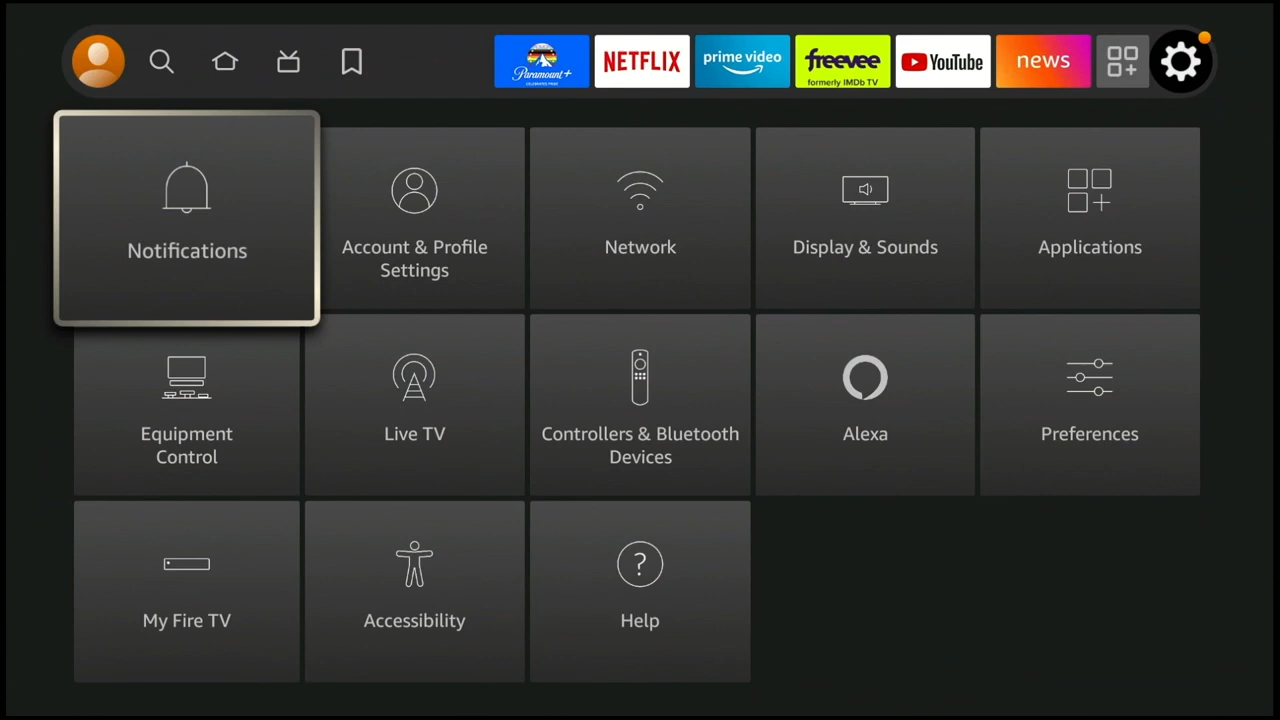 Paramount+
NETFLIX
prime video
freevee
formerly IMDb TV
YouTube
news
Notifications
Account & Profile
Settings
Network
Display & Sounds
Applications
Equipment
Control
Live TV
Controllers & Bluetooth
Devices
Alexa
Preferences
My Fire TV
Accessibility
?
Help